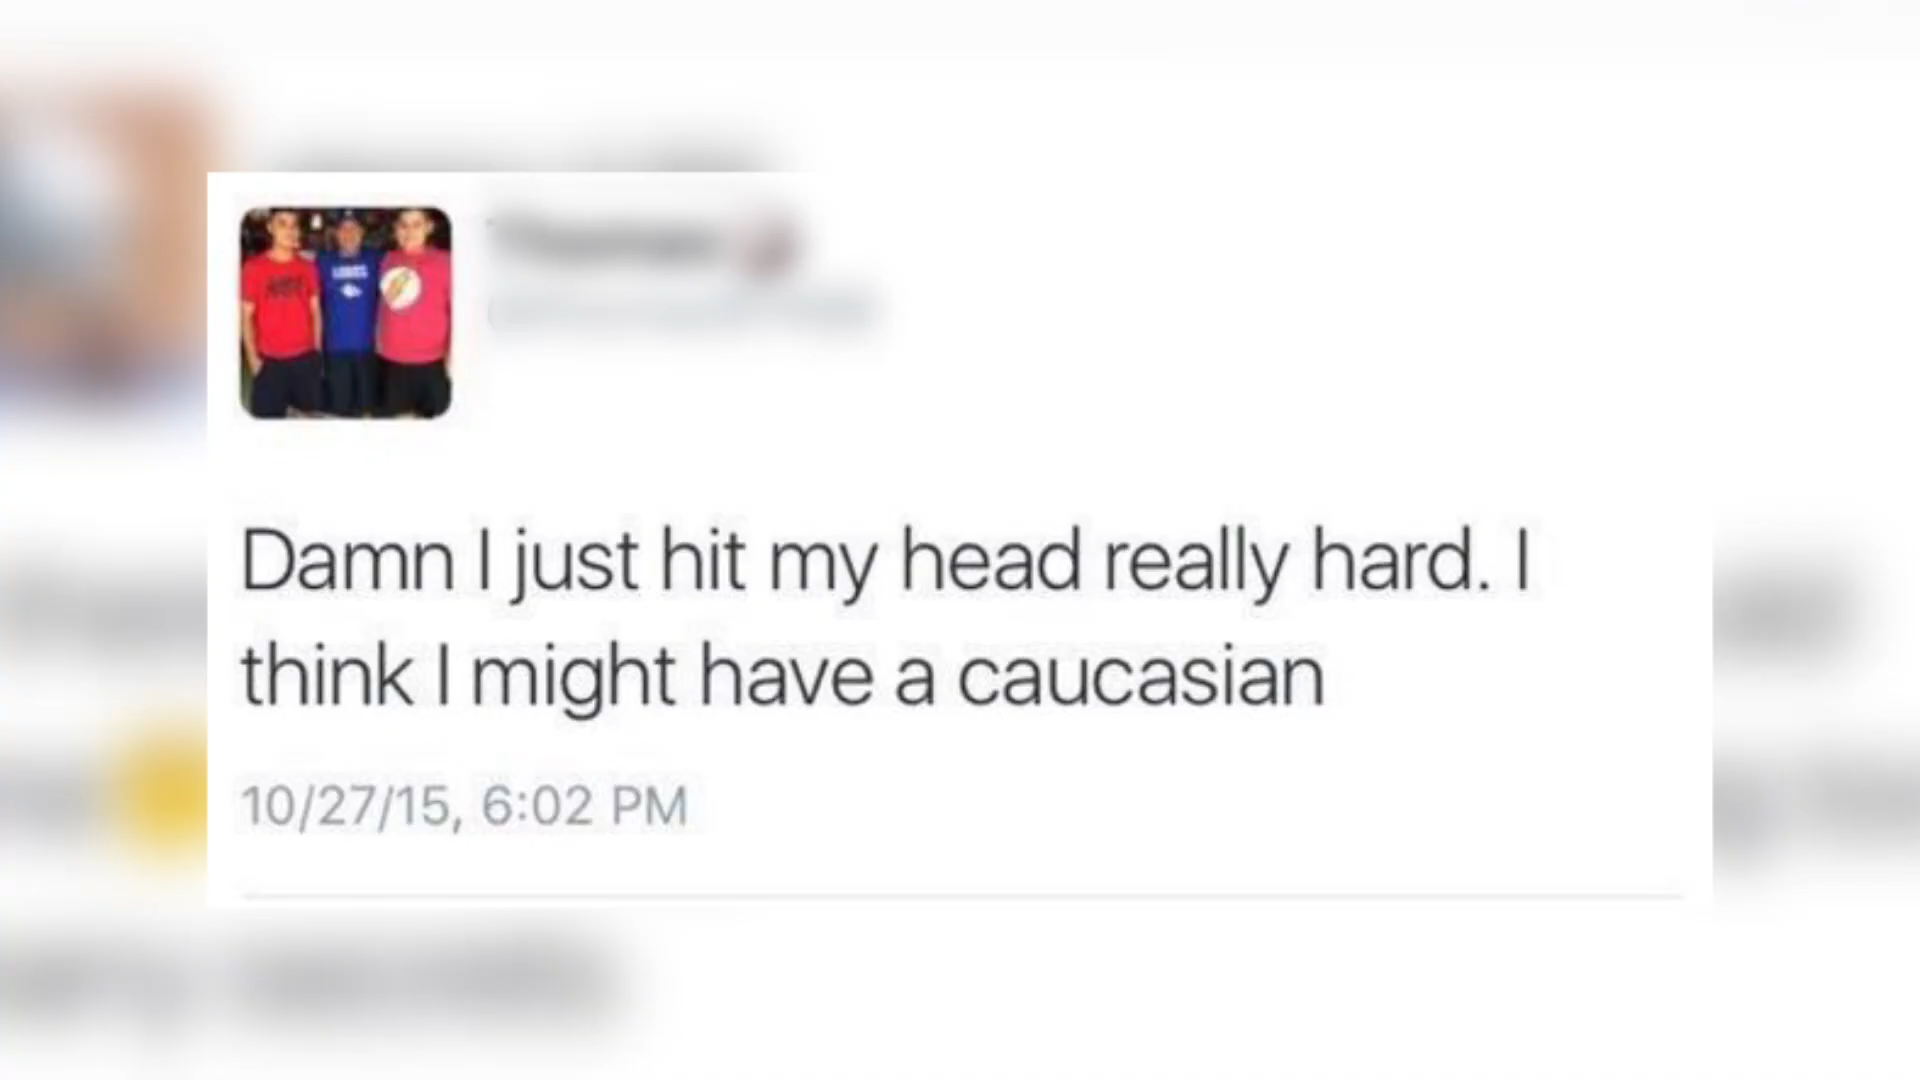 Damn I just hit my head really hard. I
think I might have a caucasian
10/27/15, 6:02 PM